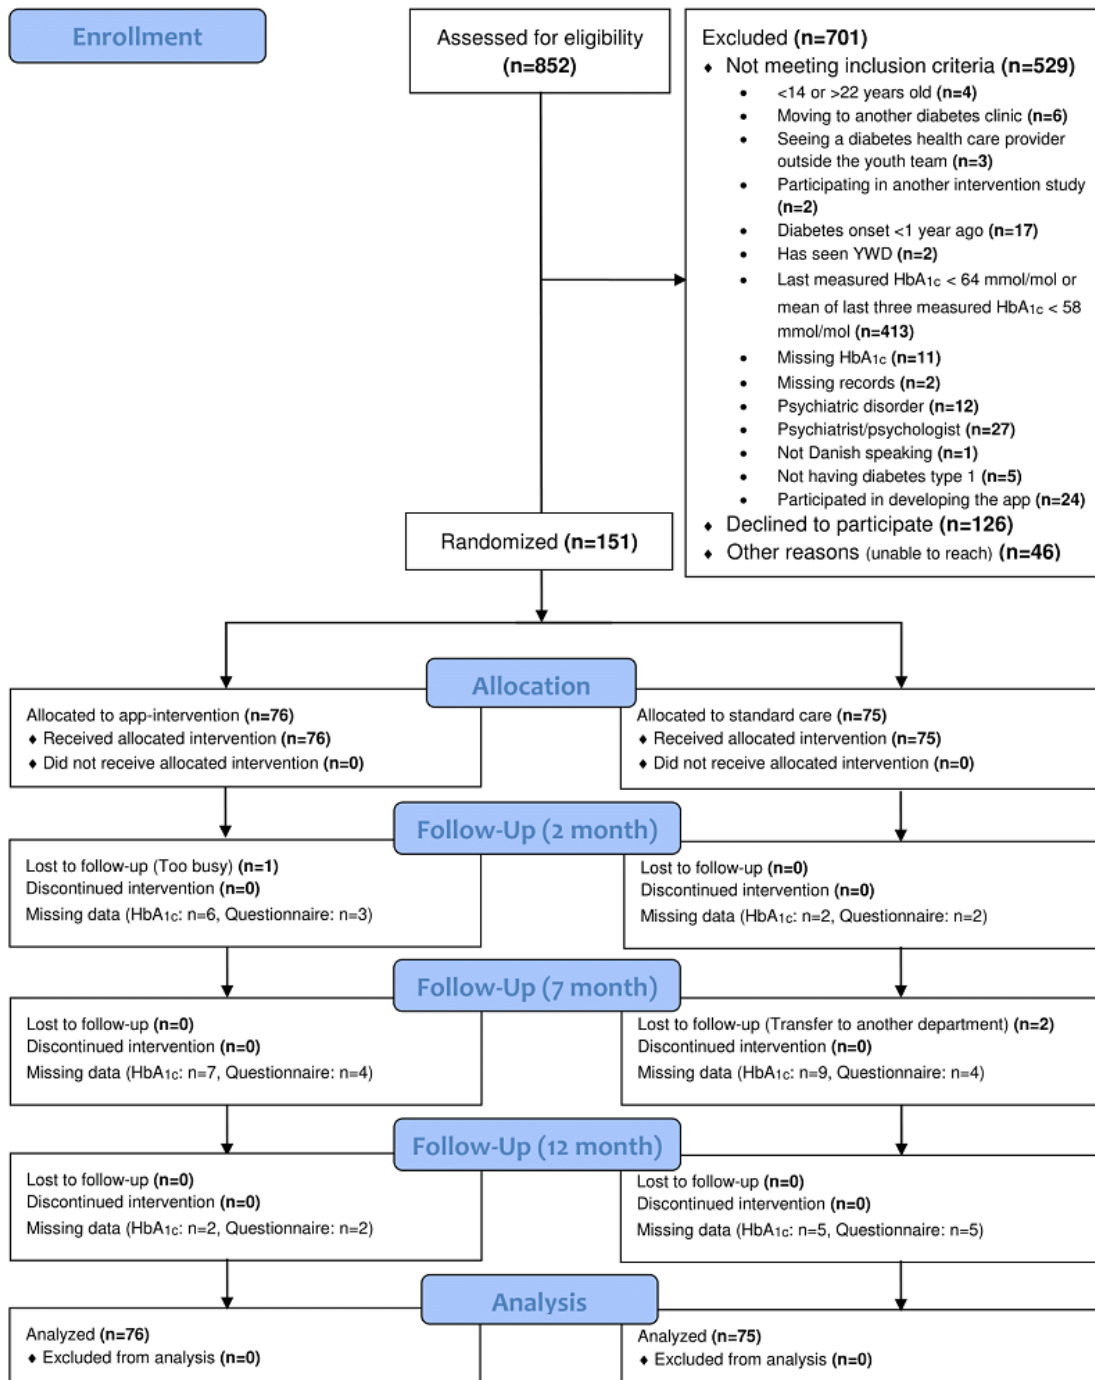 Enrollment
Assessed for eligibility
(n=852)
Excluded (n=701)
♦ Not meeting inclusion criteria (n=529)
• <14 or >22 years old (n=4)
• Moving to another diabetes clinic (n=6)
• Seeing a diabetes health care provider
outside the youth team (n=3)
• Participating in another intervention study
(n=2)
• Diabetes onset <1 year ago (n=17)
• Has seen YWD (n=2)
• Last measured HbA1c < 64 mmol/mol or
mean of last three measured HbA1c < 58
mmol/mol (n=413)
• Missing HbA1c (n=11)
• Missing records (n=2)
• Psychiatric disorder (n=12)
• Psychiatrist/psychologist (n=27)
• Not Danish speaking (n=1)
• Not having diabetes type 1 (n=5)
• Participated in developing the app (n=24)
♦ Declined to participate (n=126)
♦ Other reasons (unable to reach) (n=46)
Randomized (n=151)
Allocation
Allocated to app-intervention (n=76)
♦ Received allocated intervention (n=76)
♦ Did not receive allocated intervention (n=0)
Allocated to standard care (n=75)
♦ Received allocated intervention (n=75)
♦ Did not receive allocated intervention (n=0)
Follow-Up (2 month)
Lost to follow-up (Too busy) (n=1)
Discontinued intervention (n=0)
Missing data (HbA1c: n=6, Questionnaire: n=3)
Lost to follow-up (n=0)
Discontinued intervention (n=0)
Missing data (HbA1c: n=2, Questionnaire: n=2)
Follow-Up (7 month)
Lost to follow-up (n=0)
Discontinued intervention (n=0)
Missing data (HbA1c: n=7, Questionnaire: n=4)
Lost to follow-up (Transfer to another department) (n=2)
Discontinued intervention (n=0)
Missing data (HbA1c: n=9, Questionnaire: n=4)
Follow-Up (12 month)
Lost to follow-up (n=0)
Discontinued intervention (n=0)
Missing data (HbA1c: n=2, Questionnaire: n=2)
Lost to follow-up (n=0)
Discontinued intervention (n=0)
Missing data (HbA1c: n=5, Questionnaire: n=5)
Analysis
Analyzed (n=76)
♦ Excluded from analysis (n=0)
Analyzed (n=75)
♦ Excluded from analysis (n=0)